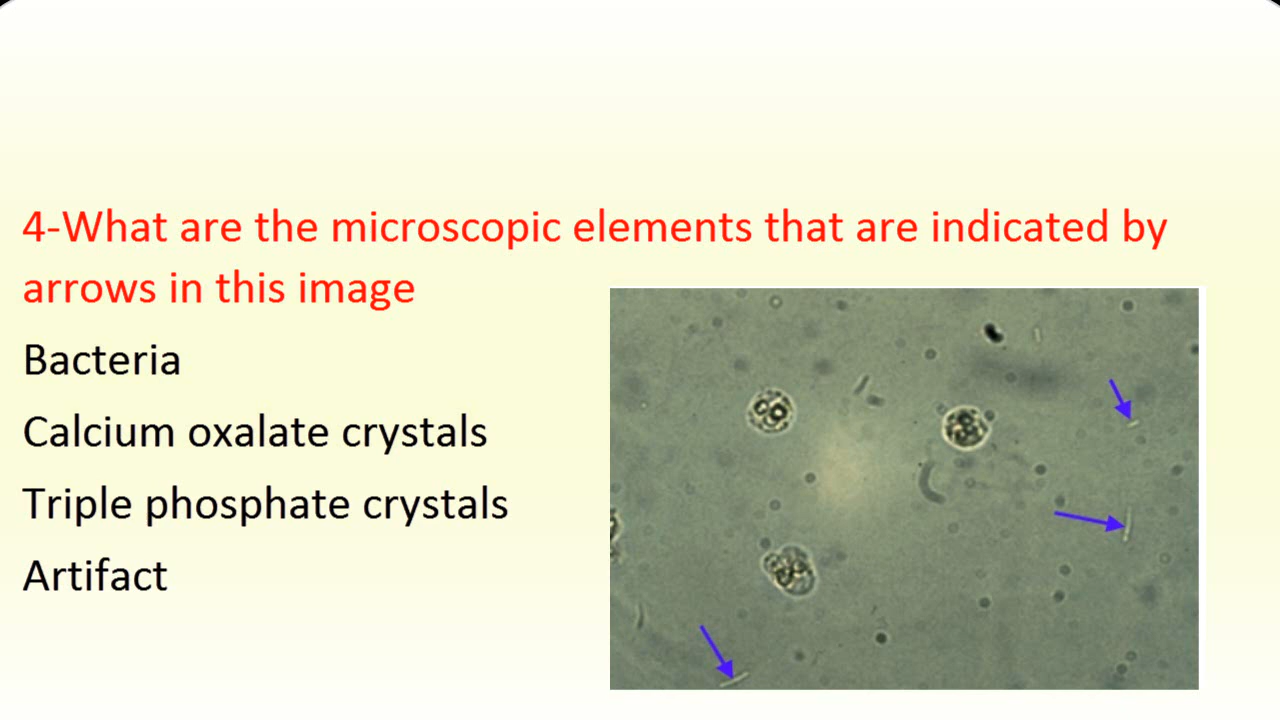 4-What are the microscopic elements that are indicated by
arrows in this image
Bacteria
Calcium oxalate crystals
Triple phosphate crystals
Artifact